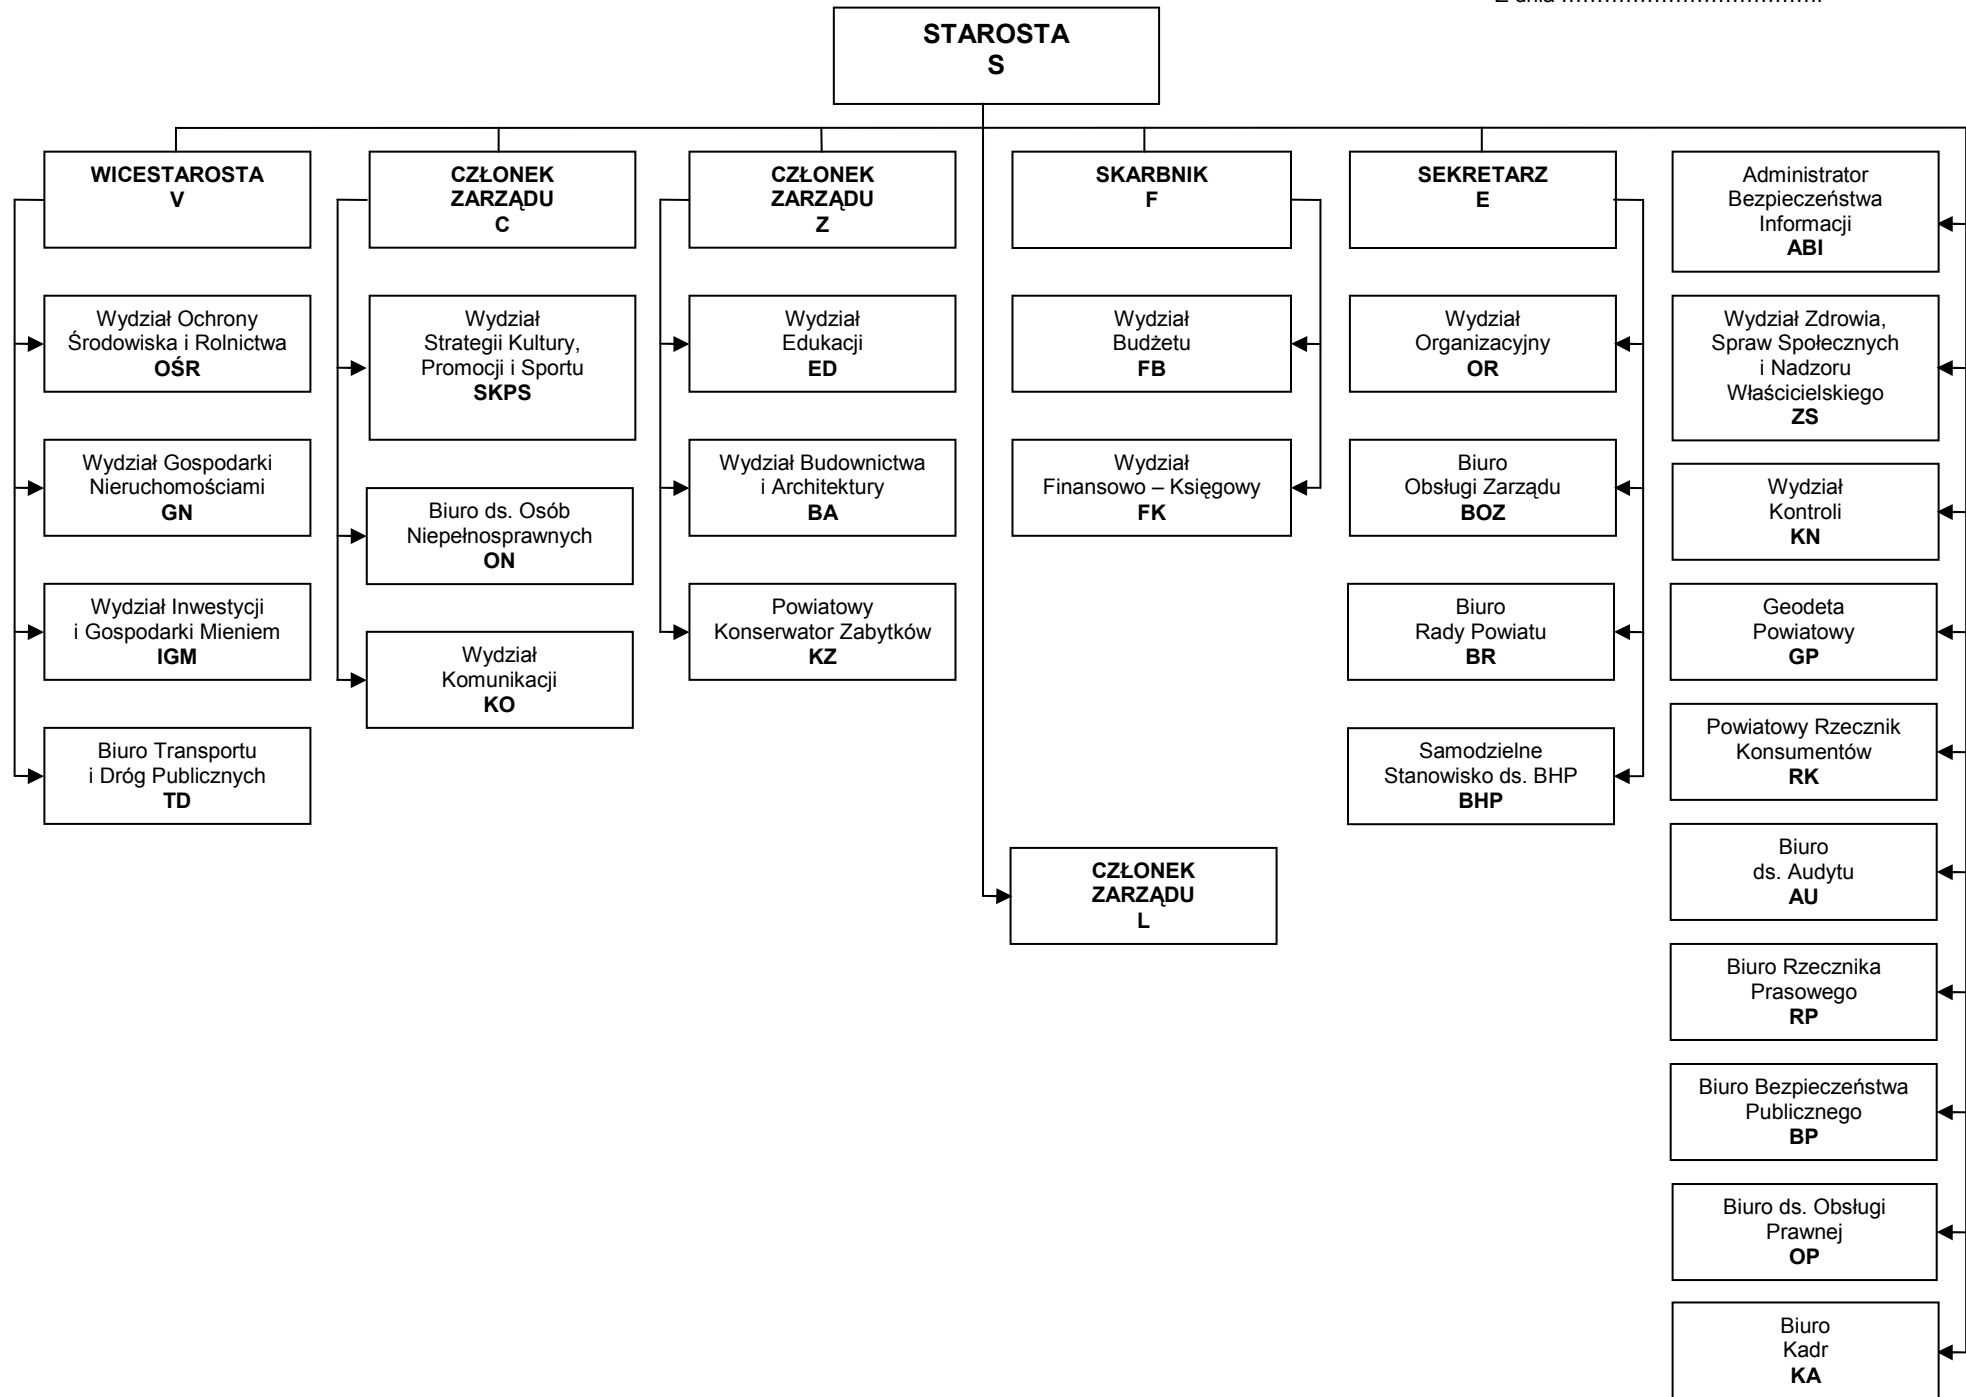 Z dnia ..............................................
STAROSTA
S
WICESTAROSTA
V
Wydział Ochrony
Środowiska i Rolnictwa
OŚR
Wydział Gospodarki
Nieruchomościami
GN
Wydział Inwestycji
i Gospodarki Mieniem
IGM
Biuro Transportu
i Dróg Publicznych
TD
CZŁONEK
ZARZĄDU
C
Wydział
Strategii Kultury,
Promocji i Sportu
SKPS
Biuro ds. Osób
Niepełnosprawnych
ON
Wydział
Komunikacji
KO
CZŁONEK
ZARZĄDU
Z
Wydział
Edukacji
ED
Wydział Budownictwa
i Architektury
BA
Powiatowy
Konserwator Zabytków
KZ
SKARBNIK
F
Wydział
Budżetu
FB
Wydział
Finansowo – Księgowy
FK
CZŁONEK
ZARZĄDU
L
SEKRETARZ
E
Wydział
Organizacyjny
OR
Biuro
Obsługi Zarządu
BOZ
Biuro
Rady Powiatu
BR
Samodzielne
Stanowisko ds. BHP
BHP
Administrator
Bezpieczeństwa
Informacji
ABI
Wydział Zdrowia,
Spraw Społecznych
i Nadzoru
Właścicielskiego
ZS
Wydział
Kontroli
KN
Geodeta
Powiatowy
GP
Powiatowy Rzecznik
Konsumentów
RK
Biuro
ds. Audytu
AU
Biuro Rzecznika
Prasowego
RP
Biuro Bezpieczeństwa
Publicznego
BP
Biuro ds. Obsługi
Prawnej
OP
Biuro
Kadr
KA